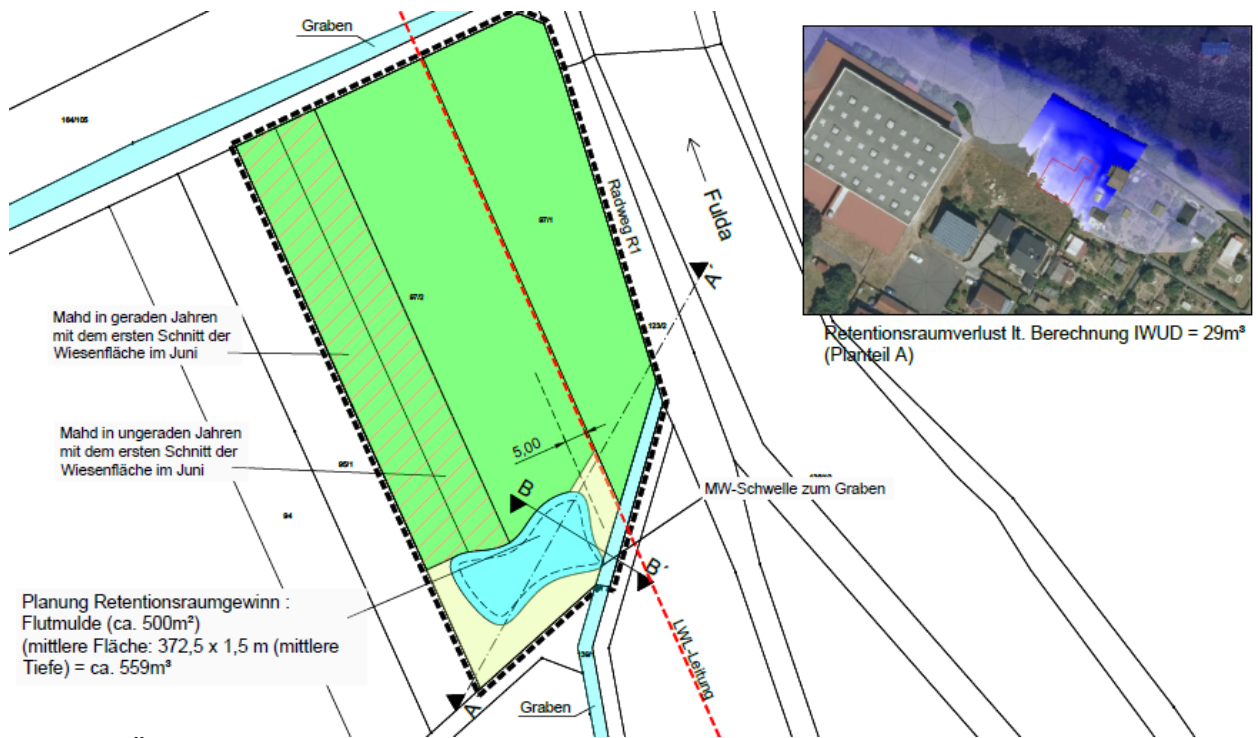 Graben
164/105
Radweg R1
Fulda
97/1
A´
97/2
123/2
Mahd in geraden Jahren
mit dem ersten Schnitt der
Wiesenfläche im Juni
Retentionsraumverlust lt. Berechnung IWUD = 29m³
(Planteil A)
Mahd in ungeraden Jahren
mit dem ersten Schnitt der
Wiesenfläche im Juni
5,00
95/1
94
B
MW-Schwelle zum Graben
B´
Planung Retentionsraumgewinn :
Flutmulde (ca. 500m²)
(mittlere Fläche: 372,5 x 1,5 m (mittlere
Tiefe) = ca. 559m³
LWL-Leitung
A
Graben